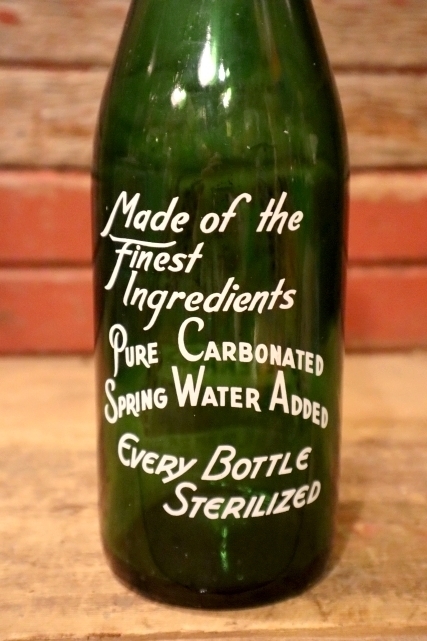 Made of the
Finest
Ingredients
PURE CARBONATED
SPRING WATER ADDED
EVERY BOTTLE
STERILIZED